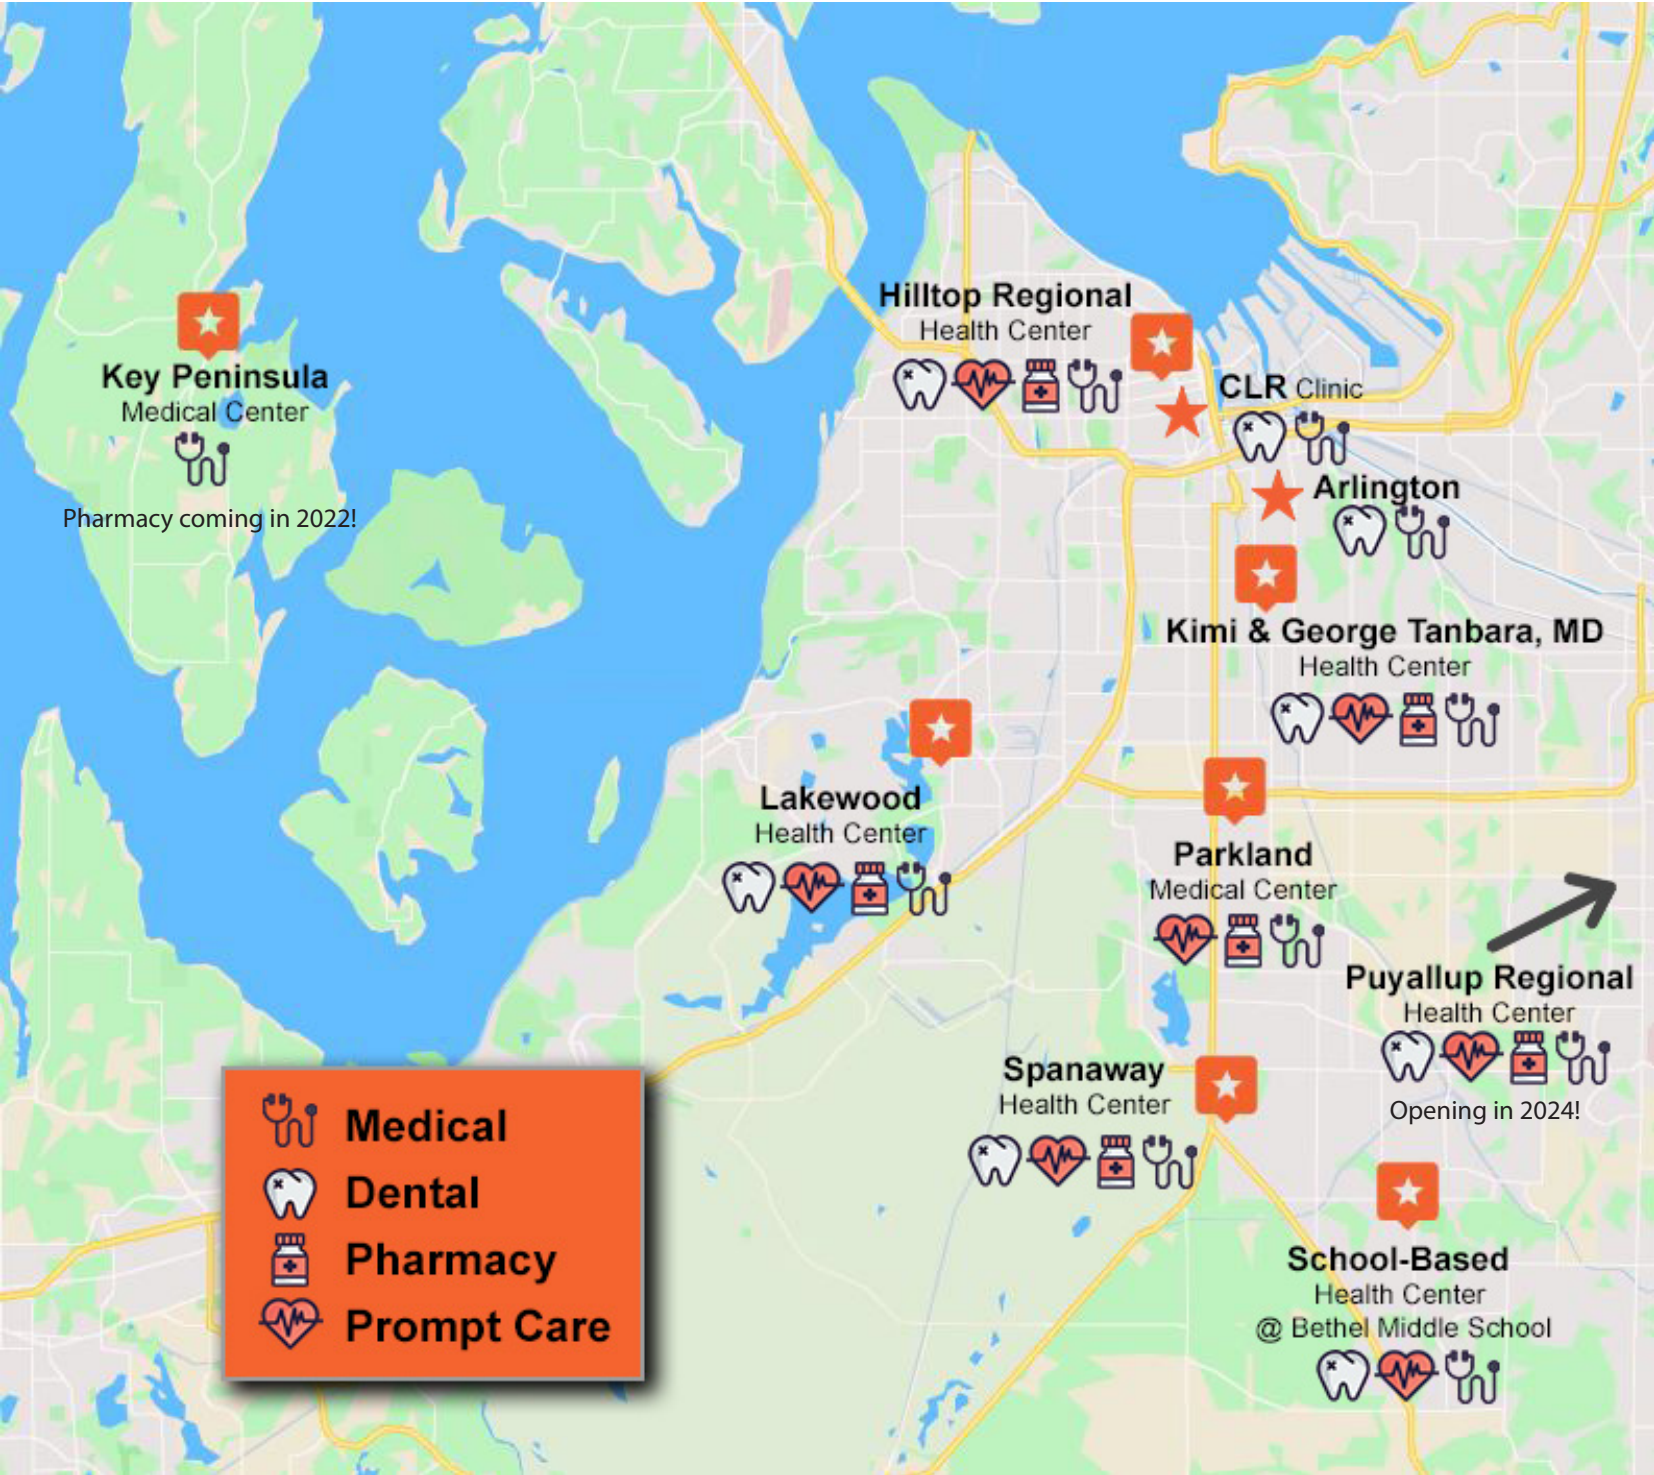 Hilltop Regional
Health Center
Key Peninsula
Medical Center
Pharmacy coming in 2022!
CLR Clinic
Arlington
Kimi & George Tanbara, MD
Health Center
Lakewood
Health Center
Parkland
Medical Center
Puyallup Regional
Health Center
Opening in 2024!
Spanaway
Health Center
School-Based
Health Center
@ Bethel Middle School
Medical
Dental
Pharmacy
Prompt Care